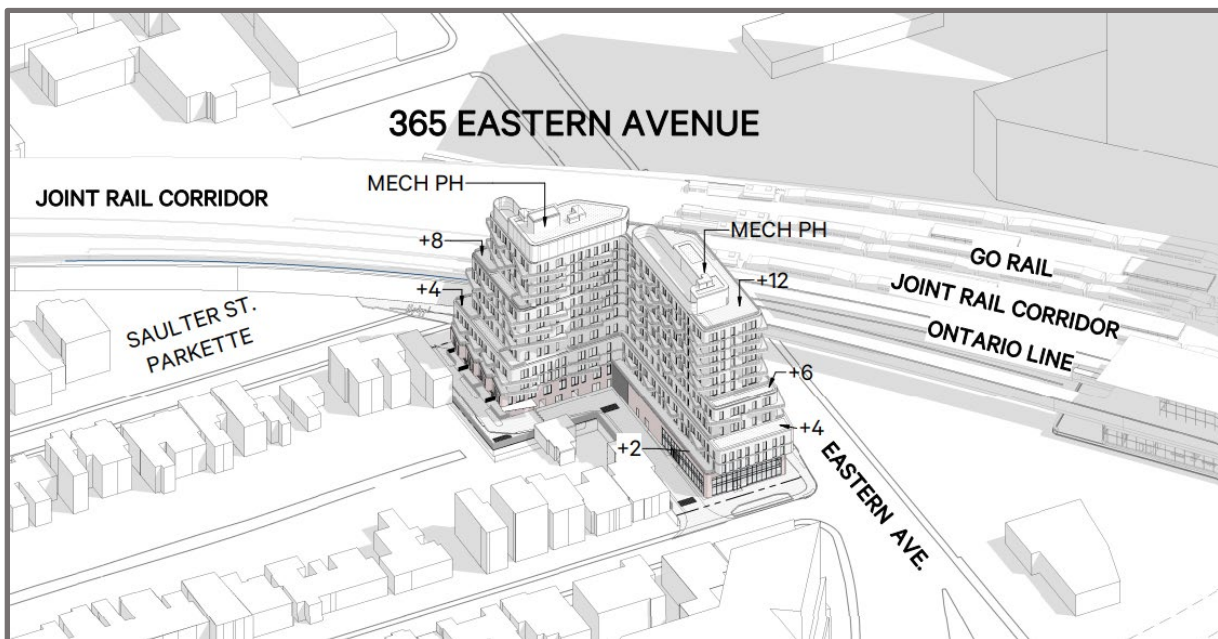 365 EASTERN AVENUE
MECH PH
JOINT RAIL CORRIDOR
MECH PH
+8
GO RAIL
+12
+4
JOINT RAIL CORRIDOR
SAULTER ST.
PARKETTE
ONTARIO LINE
+6
+4
+2
EASTERN AVE.